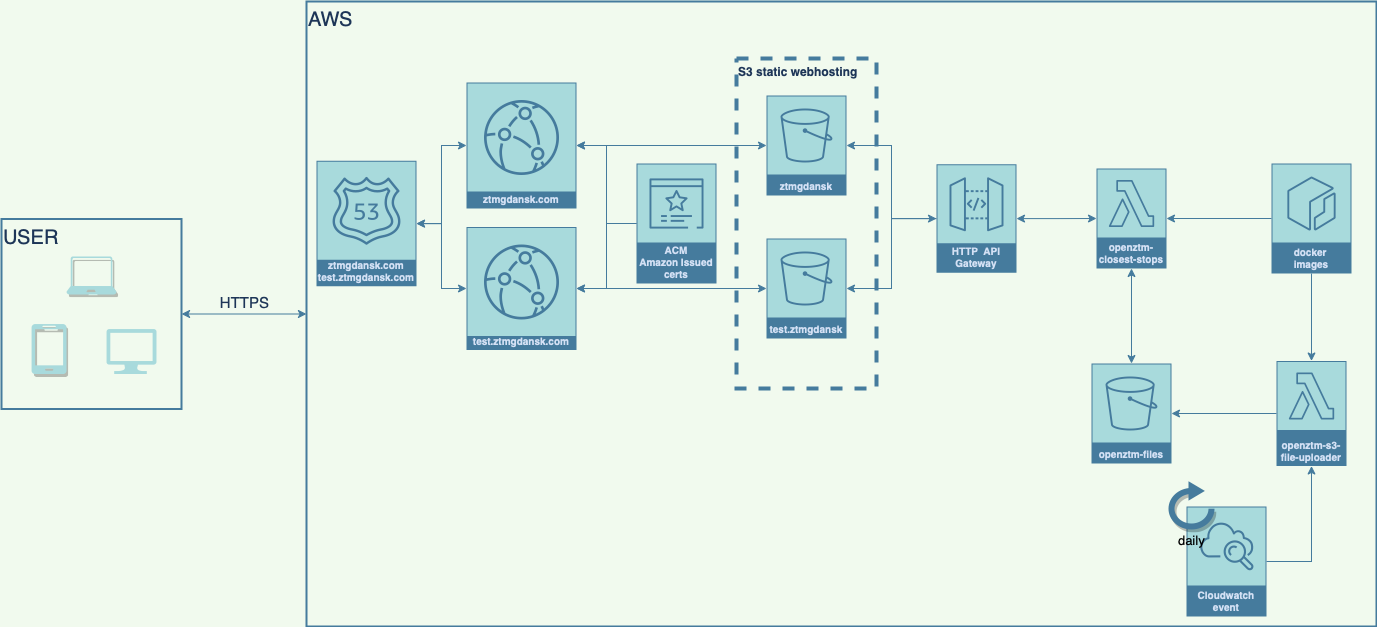 AWS
S3 static webhosting
USER
HTTPS
53
ztmgdansk.com
test.ztmgdansk.com
ztmgdansk.com
test.ztmgdansk.com
ACM
Amazon Issued
certs
ztmgdansk
test.ztmgdansk
</>
HTTP API
Gateway
openztm-
closest-stops
docker
images
openztm-files
openztm-s3-
file-uploader
daily
Cloudwatch
event